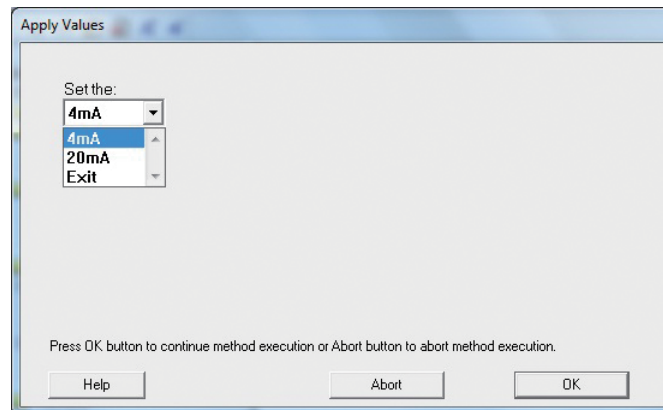 Apply Values
Set the:
4mA
4mA
20mA
Exit
Press OK button to continue method execution or Abort button to abort method execution.
Help Abort OK